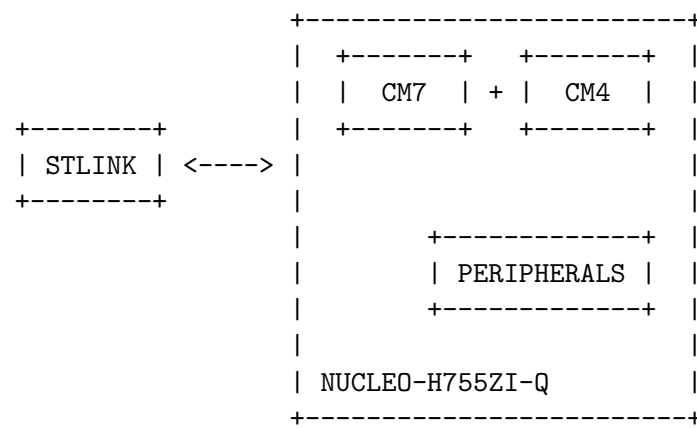 +--------------------------+
                          |  +-------+   +-------+  |
                          |  |  CM7  | + |  CM4  |  |
+--------+                |  +-------+   +-------+  |
| STLINK | <---->         |                         |
+--------+                |                         |
                          |       +-------------+   |
                          |       | PERIPHERALS |   |
                          |       +-------------+   |
                          |                         |
                          | NUCLEO-H755ZI-Q         |
                          +--------------------------+